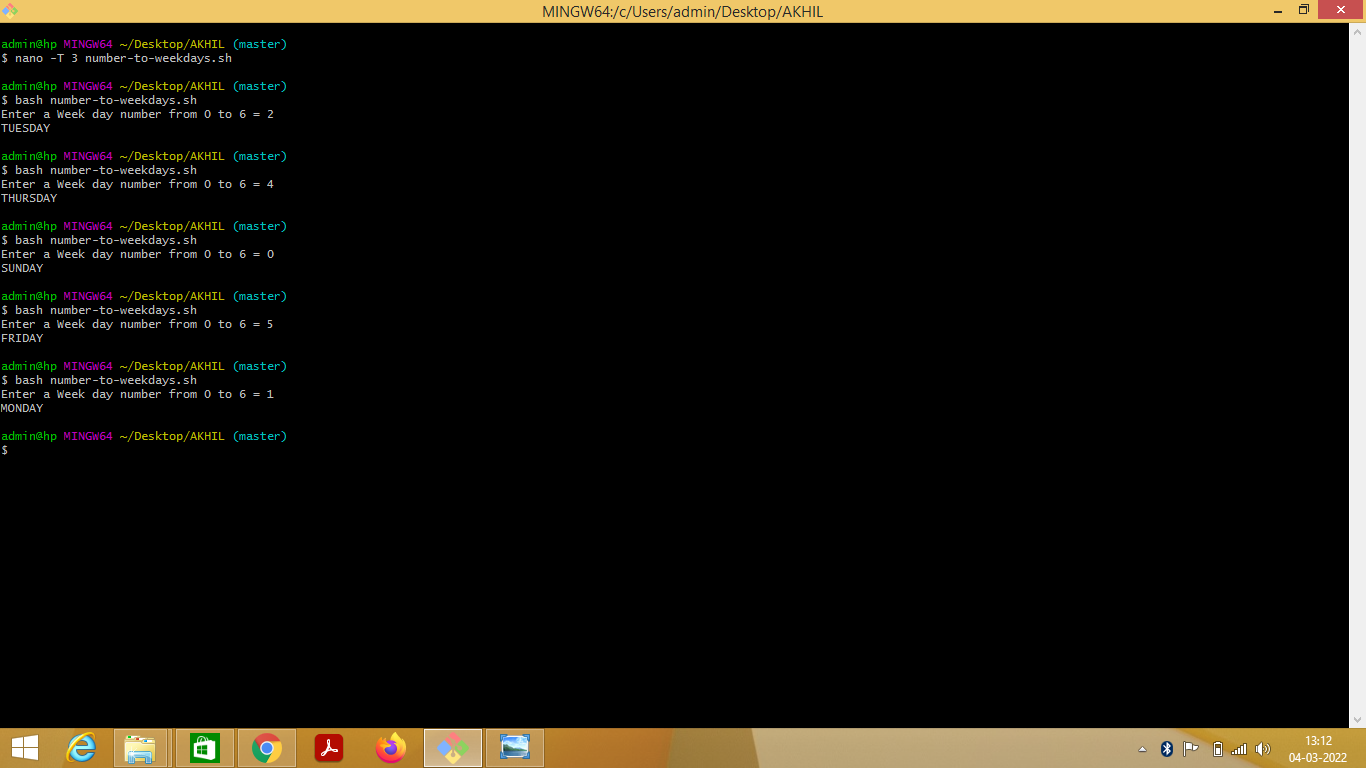 MINGW64:/c/Users/admin/Desktop/AKHIL
admin@hp MINGW64 ~/Desktop/AKHIL (master)
$ nano -T 3 number-to-weekdays.sh
admin@hp MINGW64 ~/Desktop/AKHIL (master)
$ bash number-to-weekdays.sh
Enter a Week day number from 0 to 6 = 2
TUESDAY
admin@hp MINGW64 ~/Desktop/AKHIL (master)
$ bash number-to-weekdays.sh
Enter a Week day number from 0 to 6 = 4
THURSDAY
admin@hp MINGW64 ~/Desktop/AKHIL (master)
$ bash number-to-weekdays.sh
Enter a Week day number from 0 to 6 = 0
SUNDAY
admin@hp MINGW64 ~/Desktop/AKHIL (master)
$ bash number-to-weekdays.sh
Enter a Week day number from 0 to 6 = 5
FRIDAY
admin@hp MINGW64 ~/Desktop/AKHIL (master)
$ bash number-to-weekdays.sh
Enter a Week day number from 0 to 6 = 1
MONDAY
admin@hp MINGW64 ~/Desktop/AKHIL (master)
$
13:12
04-03-2022